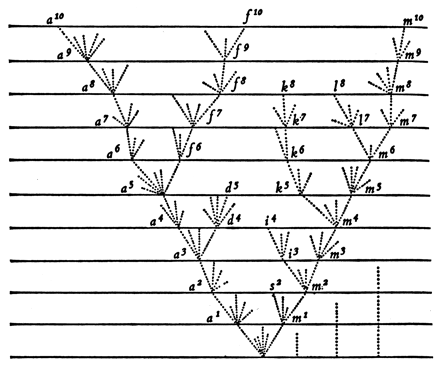 a10 f10 m10
a9 f9 m9
a8 f8 k8 l8 m8
a7 f7 k7 l7 m7
a6 f6 k6 m6
a5 d5 k5 m5
a4 d4 i4 m4
a3 i3 m3
a2 s2 m2
a1 m1